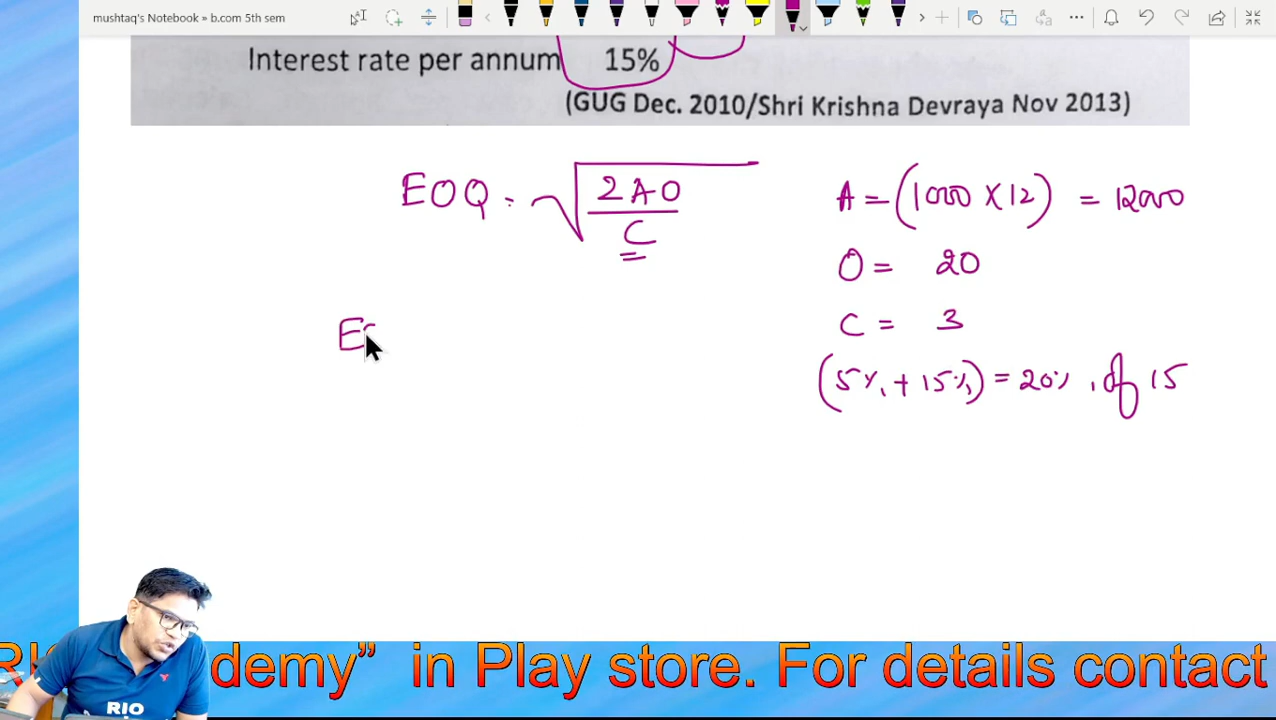 mushtaq's Notebook » b.com 5th sem
Interest rate per annum 15%
(GUG Dec. 2010/Shri Krishna Devraya Nov 2013)
EOQ = √ 2AO / C
A = (1000 × 12) = 12000
O = 20
C = 3
(5% + 15%) = 20% of 15
EO
RIO
demy” in Play store. For details contact
RIO